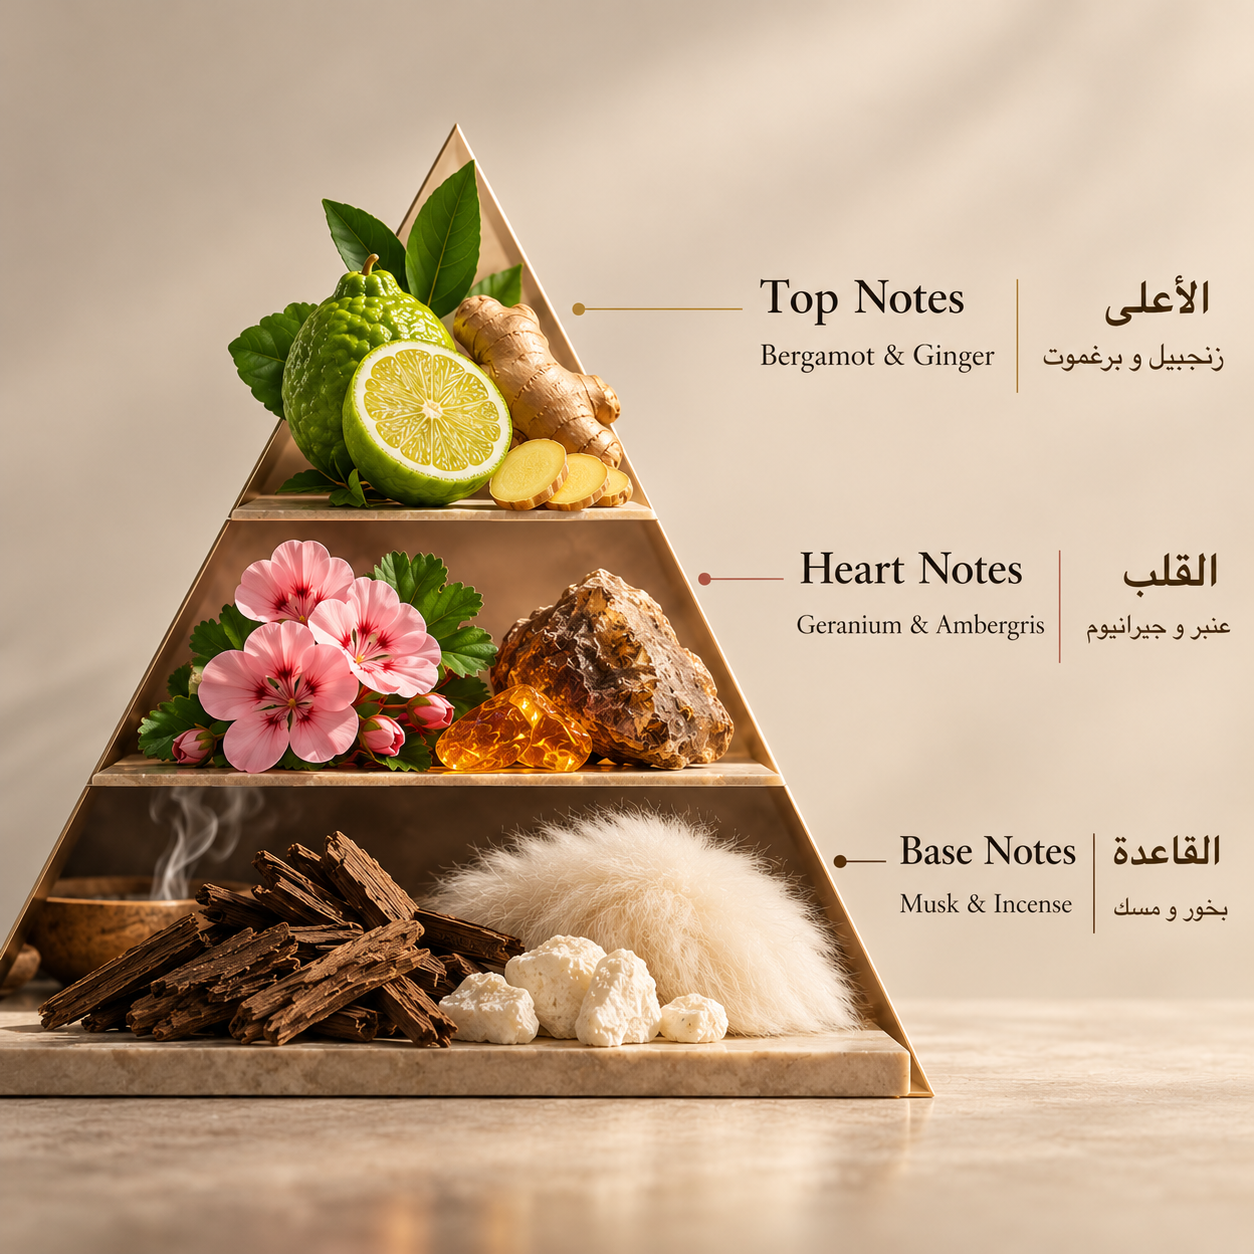 Top Notes
Bergamot & Ginger
الأعلى
زنجبيل و برغموت
Heart Notes
Geranium & Ambergris
القلب
عنبر و جيرانيوم
Base Notes
Musk & Incense
القاعدة
بخور و مسك